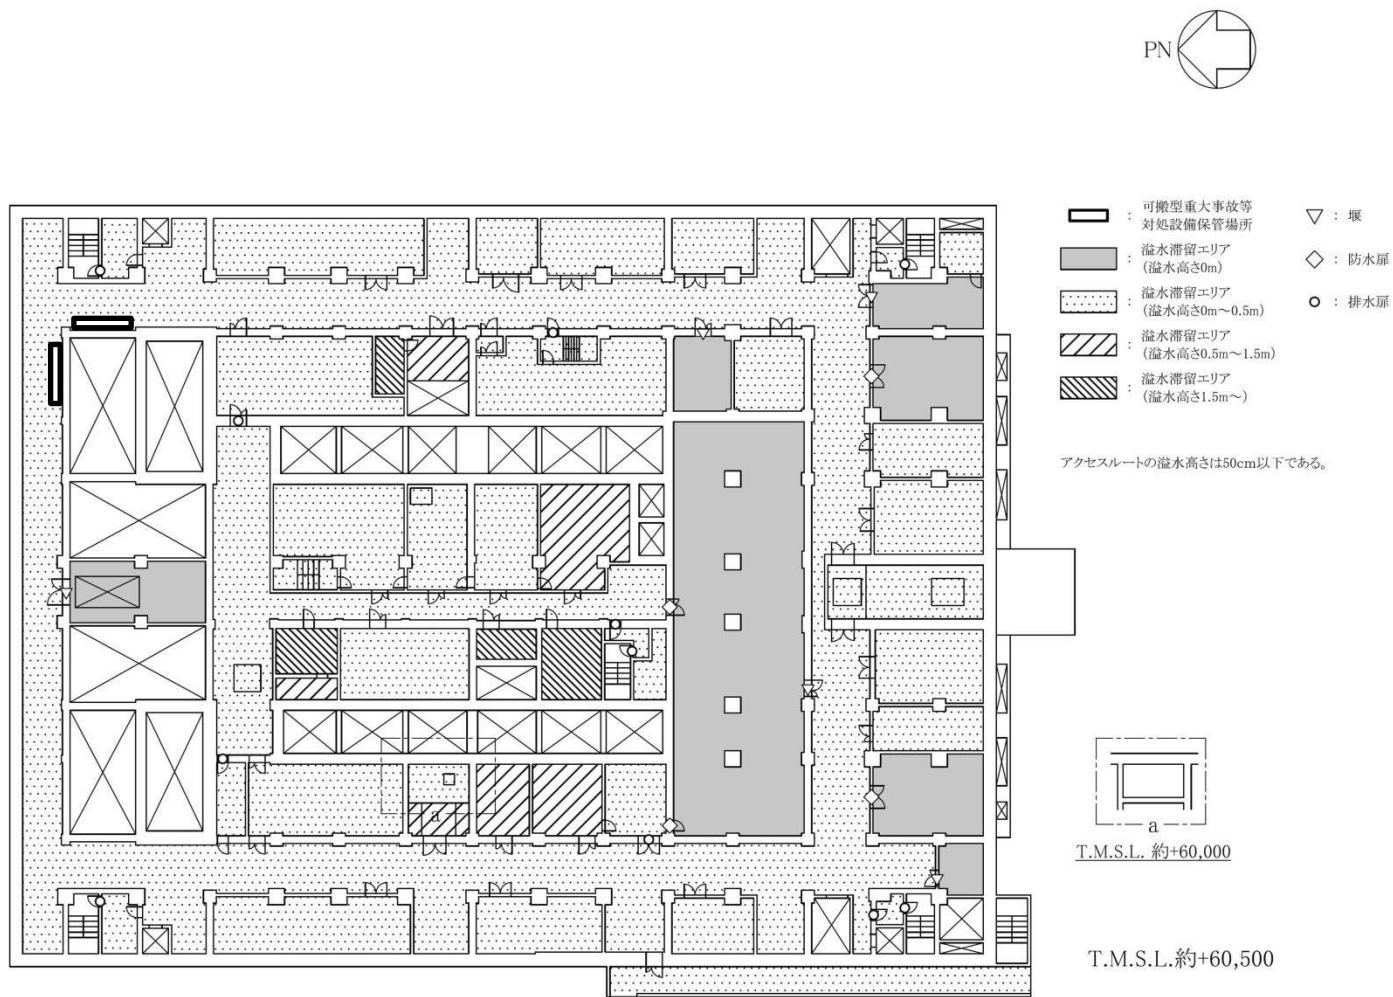 PN
： 可搬型重大事故等
対処設備保管場所
： 溢水滞留エリア
(溢水高さ0m)
： 溢水滞留エリア
(溢水高さ0m～0.5m)
： 溢水滞留エリア
(溢水高さ0.5m～1.5m)
： 溢水滞留エリア
(溢水高さ1.5m～)
： 堰
： 防水扉
： 排水扉
アクセスルートの溢水高さは50cm以下である。
a
a
T.M.S.L. 約+60,000
T.M.S.L.約+60,500